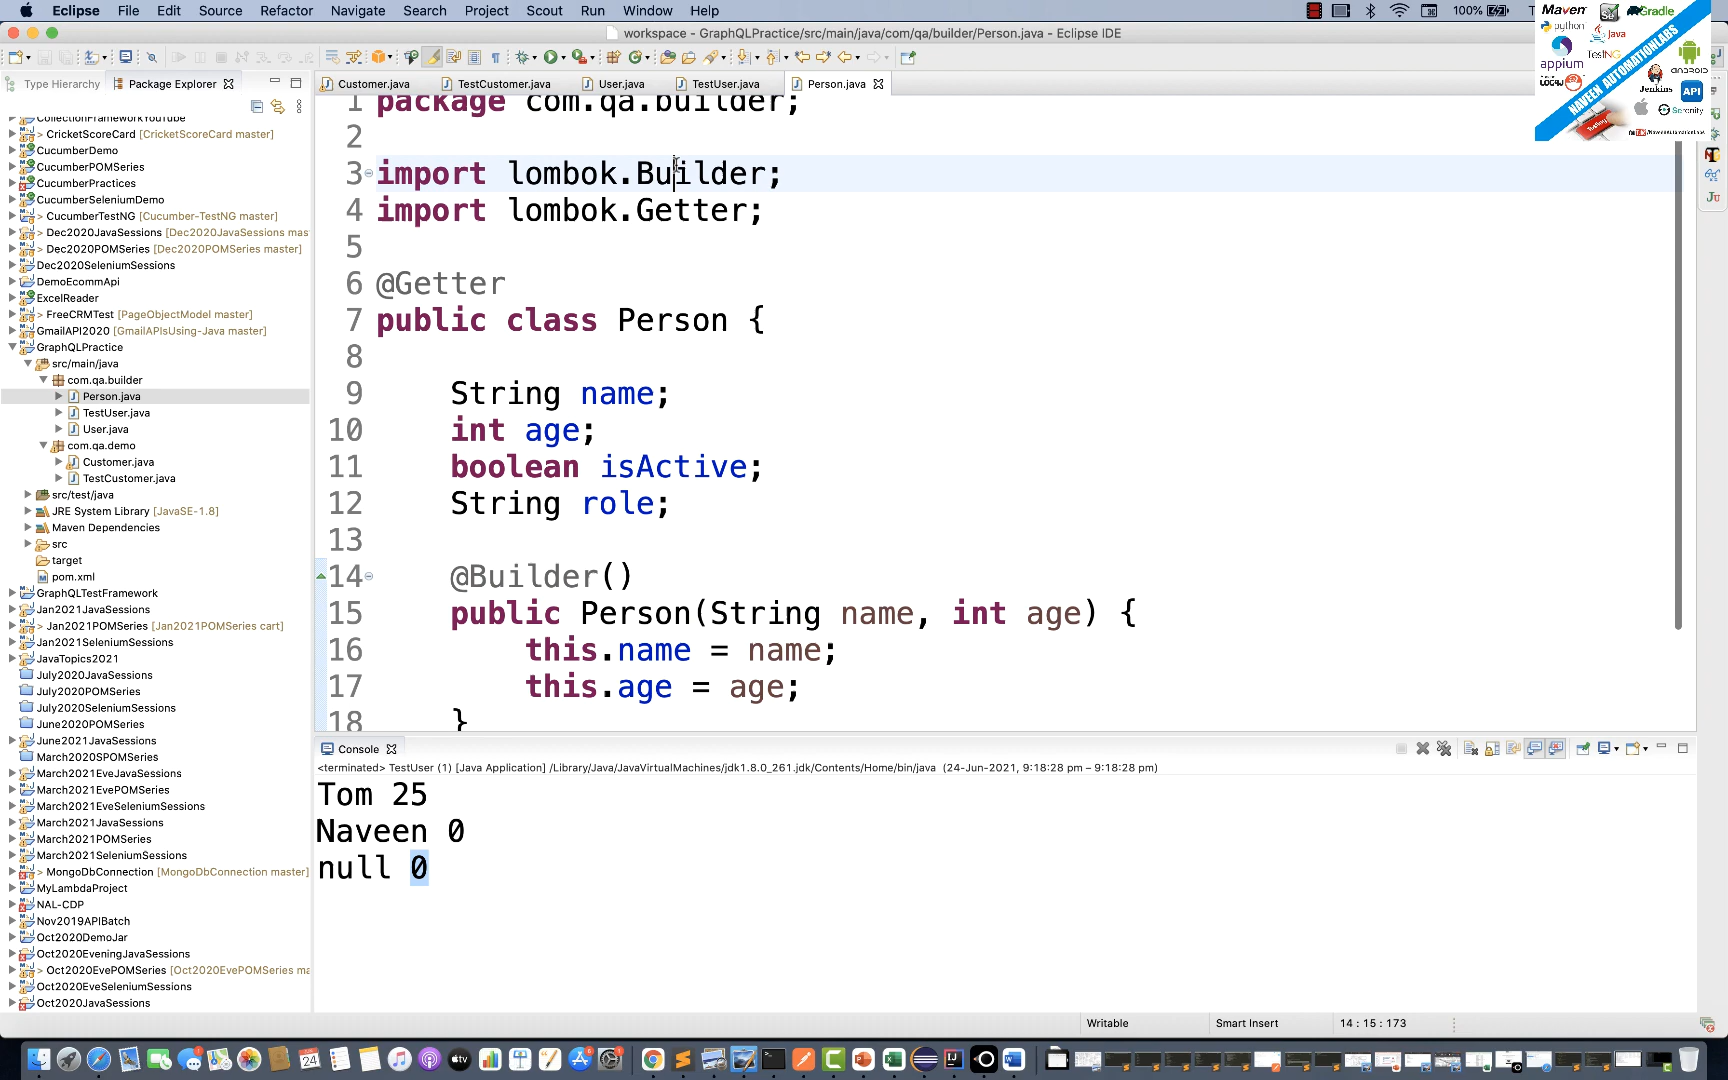 Eclipse File Edit Source Refactor Navigate Search Project Scout Run Window Help 100%
workspace - GraphQLPractice/src/main/java/com/qa/builder/Person.java - Eclipse IDE
Type Hierarchy Package Explorer
Customer.java TestCustomer.java User.java TestUser.java Person.java
CollectionFrameworkYouTube
> CricketScoreCard [CricketScoreCard master]
CucumberDemo
CucumberPOMSeries
CucumberPractices
CucumberSeleniumDemo
> CucumberTestNG [Cucumber-TestNG master]
> Dec2020JavaSessions [Dec2020JavaSessions mas
> Dec2020POMSeries [Dec2020POMSeries master]
Dec2020SeleniumSessions
DemoEcommApi
ExcelReader
> FreeCRMTest [PageObjectModel master]
GmailAPI2020 [GmailAPIsUsing-Java master]
GraphQLPractice
src/main/java
com.qa.builder
Person.java
TestUser.java
User.java
com.qa.demo
Customer.java
TestCustomer.java
src/test/java
JRE System Library [JavaSE-1.8]
Maven Dependencies
src
target
pom.xml
GraphQLTestFramework
Jan2021JavaSessions
> Jan2021POMSeries [Jan2021POMSeries cart]
Jan2021SeleniumSessions
JavaTopics2021
July2020JavaSessions
July2020POMSeries
July2020SeleniumSessions
June2020POMSeries
June2021JavaSessions
March2020SPOMSeries
March2021EveJavaSessions
March2021EvePOMSeries
March2021EveSeleniumSessions
March2021JavaSessions
March2021POMSeries
March2021SeleniumSessions
> MongoDbConnection [MongoDbConnection master]
MyLambdaProject
NAL-CDP
Nov2019APIBatch
Oct2020DemoJar
Oct2020EveningJavaSessions
> Oct2020EvePOMSeries [Oct2020EvePOMSeries ma
Oct2020EveSeleniumSessions
Oct2020JavaSessions
1 package com.qa.builder;
2
3 import lombok.Builder;
4 import lombok.Getter;
5
6 @Getter
7 public class Person {
8
9 String name;
10 int age;
11 boolean isActive;
12 String role;
13
14 @Builder()
15 public Person(String name, int age) {
16 this.name = name;
17 this.age = age;
18 }
Console
<terminated> TestUser (1) [Java Application] /Library/Java/JavaVirtualMachines/jdk1.8.0_261.jdk/Contents/Home/bin/java (24-Jun-2021, 9:18:28 pm – 9:18:28 pm)
Tom 25
Naveen 0
null 0
Writable Smart Insert 14 : 15 : 173
Maven Se Gradle
python Java
TestNG
appium ANDROID
LOG4J Jenkins API
Serenity
NAVEEN AUTOMATIONLABS